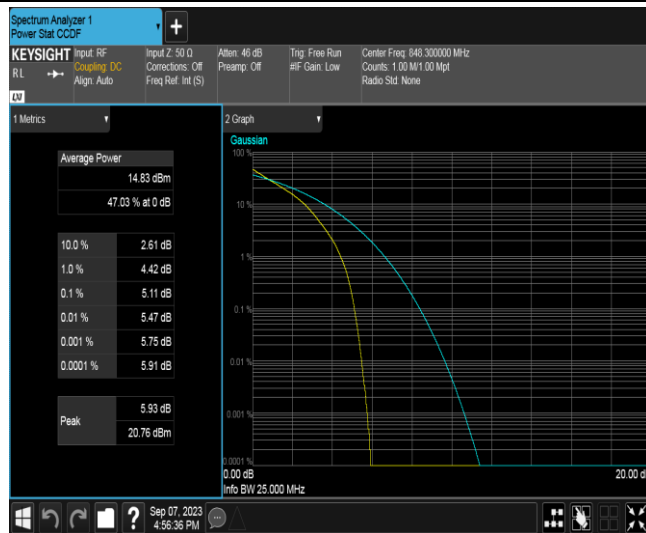 Spectrum Analyzer 1
Power Stat CCDF
+
KEYSIGHT
RL
LXI
Input: RF
Coupling: DC
Align: Auto
Input Z: 50 Ω
Corrections: Off
Freq Ref: Int (S)
Atten: 46 dB
Preamp: Off
Trig: Free Run
#IF Gain: Low
Center Freq: 848.300000 MHz
Counts: 1.00 M/1.00 Mpt
Radio Std: None
1 Metrics
Average Power
14.83 dBm
47.03 % at 0 dB
10.0 % 2.61 dB
1.0 % 4.42 dB
0.1 % 5.11 dB
0.01 % 5.47 dB
0.001 % 5.75 dB
0.0001 % 5.91 dB
Peak
5.93 dB
20.76 dBm
2 Graph
Gaussian
100 %
10 %
1 %
0.1 %
0.01 %
0.001 %
0.0001 %
0.00 dB
20.00 d
Info BW 25.000 MHz
?
Sep 07, 2023
4:56:36 PM